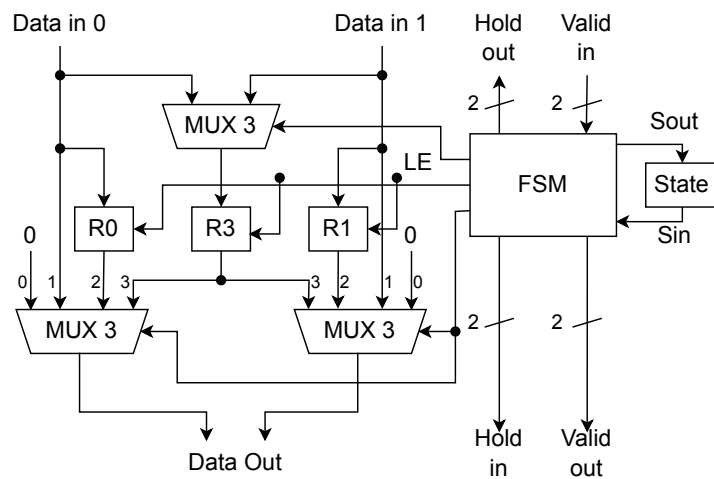 Data in 0
Data in 1
Hold
out
Valid
in
2
2
MUX 3
Sout
LE
FSM
State
R0
R3
R1
Sin
0
0
0
1
2
3
3
2
1
0
MUX 3
MUX 3
2
2
Data Out
Hold
in
Valid
out